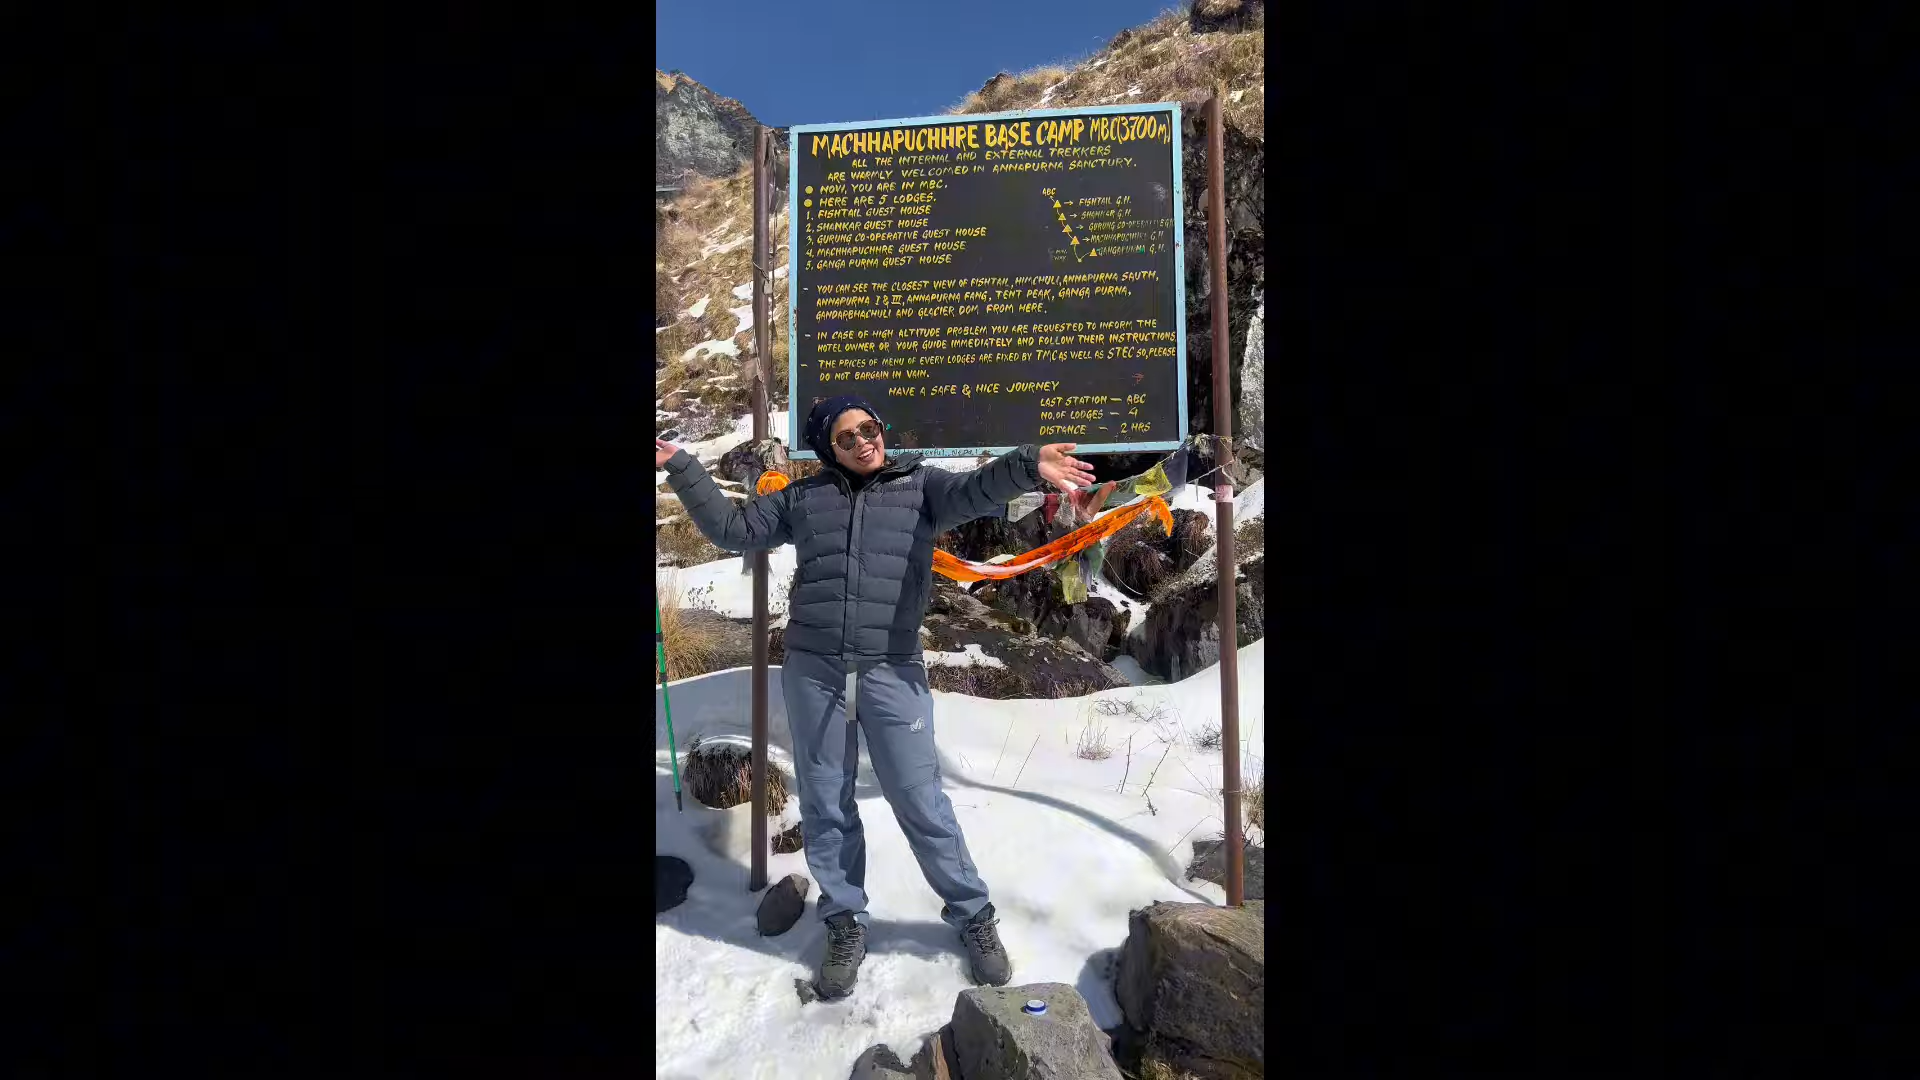 MACHHAPUCHHRE BASE CAMP MBC(3700m)
ALL THE INTERNAL AND EXTERNAL TREKKERS
ARE WARMLY WELCOMED IN ANNAPURNA SANCTURY.
NOW, YOU ARE IN MBC.
HERE ARE 5 LODGES.
1. FISHTAIL GUEST HOUSE
2. SHANKAR GUEST HOUSE
3. GURUNG CO-OPERATIVE GUEST HOUSE
4. MACHHAPUCHHRE GUEST HOUSE
5. GANGA PURNA GUEST HOUSE
ABC
→ FISHTAIL G.H.
→ SHANKAR G.H.
→ GURUNG CO-OPERATIVE G.H.
→ MACHHAPUCHHRE G.H.
GANGAPURNA G.H.
- YOU CAN SEE THE CLOSEST VIEW OF FISHTAIL, HIMCHULI, ANNAPURNA SAUTH,
ANNAPURNA I & III, ANNAPURNA FANG, TENT PEAK, GANGA PURNA,
GANDARBHACHULI AND GLACIER DOM FROM HERE.
- IN CASE OF HIGH ALTITUDE PROBLEM YOU ARE REQUESTED TO INFORM THE
HOTEL OWNER OR YOUR GUIDE IMMEDIATELY AND FOLLOW THEIR INSTRUCTIONS.
- THE PRICES OF MENU OF EVERY LODGES ARE FIXED BY TMC AS WELL AS STEC SO, PLEASE
DO NOT BARGAIN IN VAIN.
HAVE A SAFE & NICE JOURNEY
LAST STATION — ABC
NO. OF LODGES — 4
DISTANCE — 2 HRS